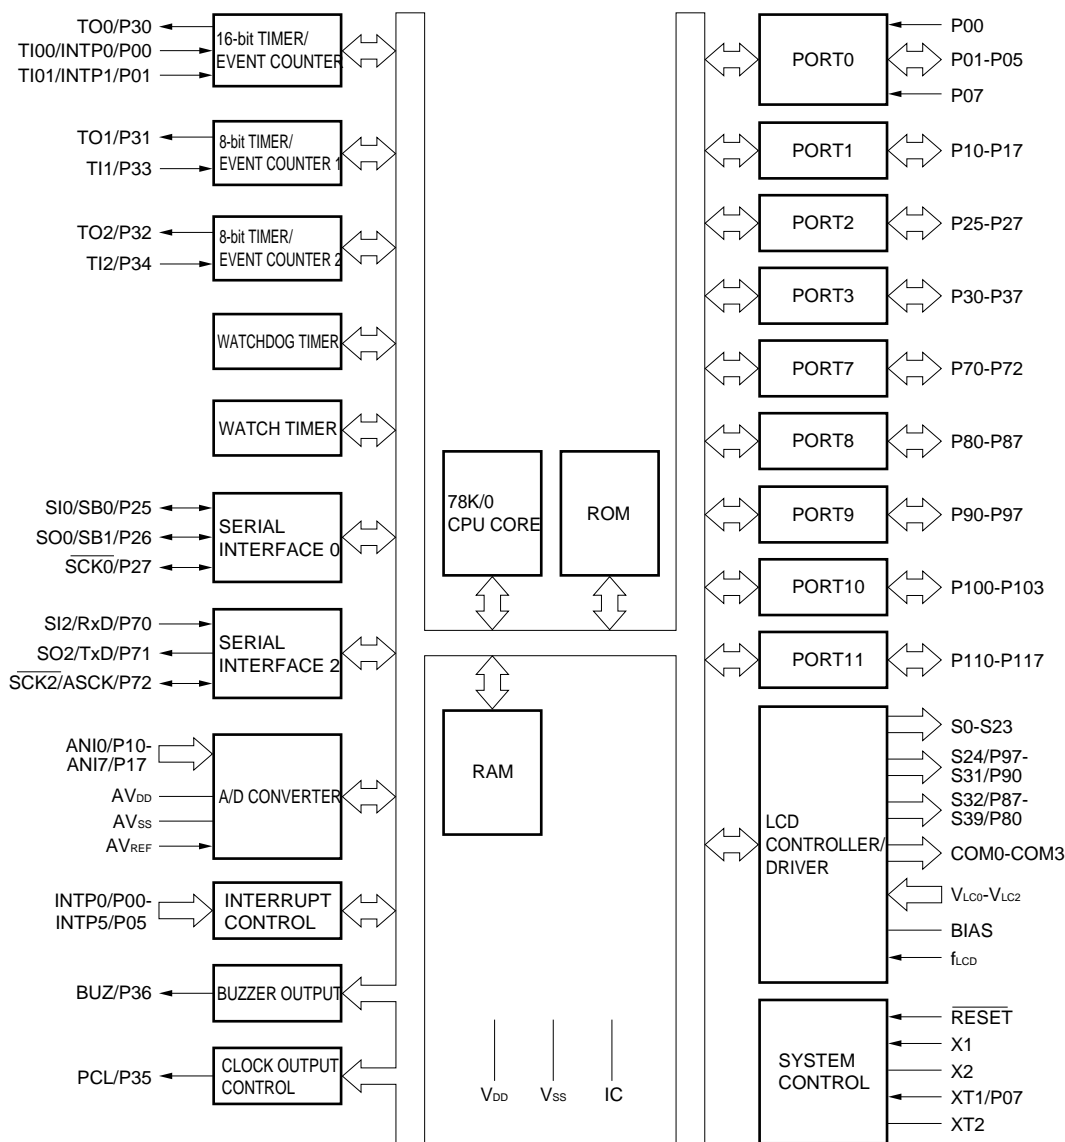 TO0/P30
TI00/INTP0/P00
TI01/INTP1/P01
16-bit TIMER/
EVENT COUNTER
TO1/P31
TI1/P33
8-bit TIMER/
EVENT COUNTER 1
TO2/P32
TI2/P34
8-bit TIMER/
EVENT COUNTER 2
WATCHDOG TIMER
WATCH TIMER
SI0/SB0/P25
SO0/SB1/P26
SCK0/P27
SERIAL
INTERFACE 0
SI2/RxD/P70
SO2/TxD/P71
SCK2/ASCK/P72
SERIAL
INTERFACE 2
ANI0/P10-
ANI7/P17
AVDD
AVSS
AVREF
A/D CONVERTER
INTP0/P00-
INTP5/P05
INTERRUPT
CONTROL
BUZ/P36
BUZZER OUTPUT
PCL/P35
CLOCK OUTPUT
CONTROL
78K/0
CPU CORE
ROM
RAM
VDD
VSS
IC
PORT0
P00
P01-P05
P07
PORT1
P10-P17
PORT2
P25-P27
PORT3
P30-P37
PORT7
P70-P72
PORT8
P80-P87
PORT9
P90-P97
PORT10
P100-P103
PORT11
P110-P117
LCD
CONTROLLER/
DRIVER
S0-S23
S24/P97-
S31/P90
S32/P87-
S39/P80
COM0-COM3
VLC0-VLC2
BIAS
fLCD
SYSTEM
CONTROL
RESET
X1
X2
XT1/P07
XT2